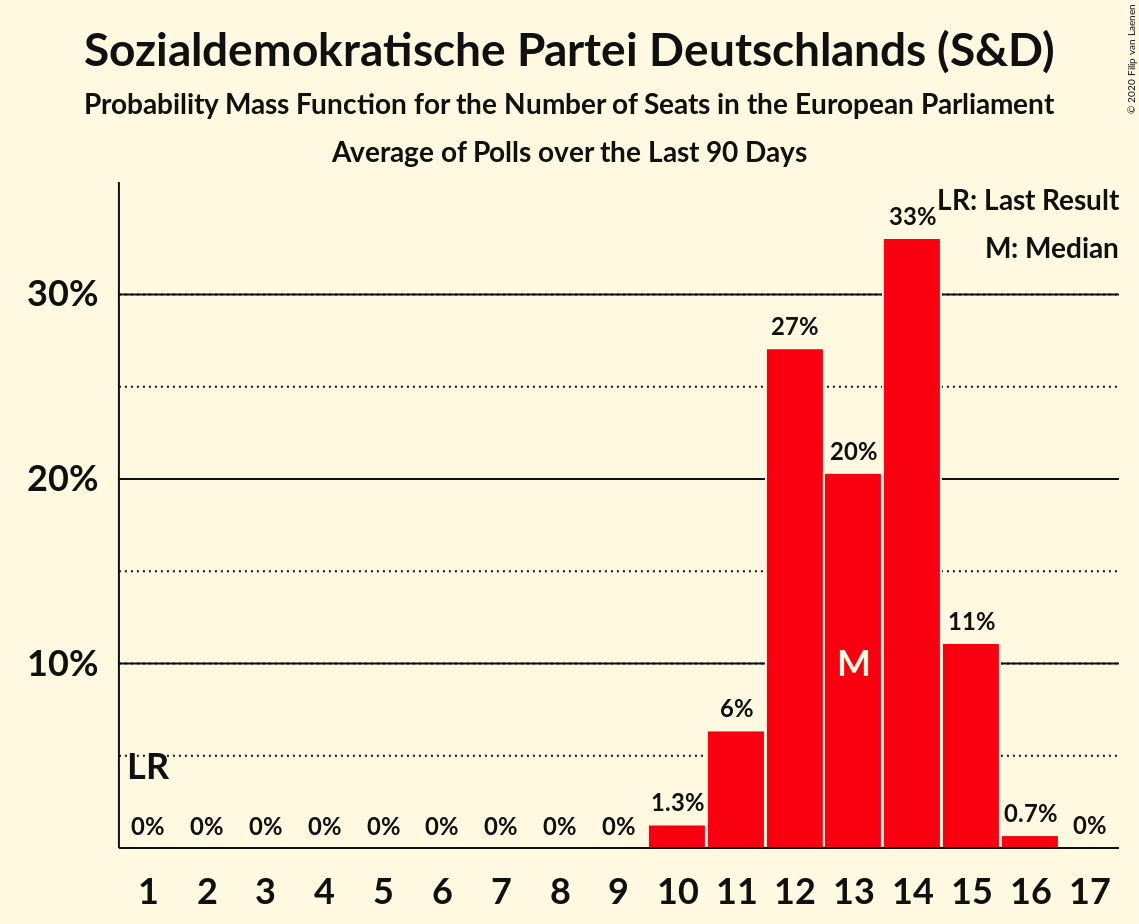 Sozialdemokratische Partei Deutschlands (S&D)
Probability Mass Function for the Number of Seats in the European Parliament
Average of Polls over the Last 90 Days
© 2020 Filip van Laenen
LR: Last Result
M: Median
33%
30%
27%
20%
20%
11%
10%
M
6%
LR
0% 0% 0% 0% 0% 0% 0% 0% 0% 1.3% 0.7% 0%
1 2 3 4 5 6 7 8 9 10 11 12 13 14 15 16 17